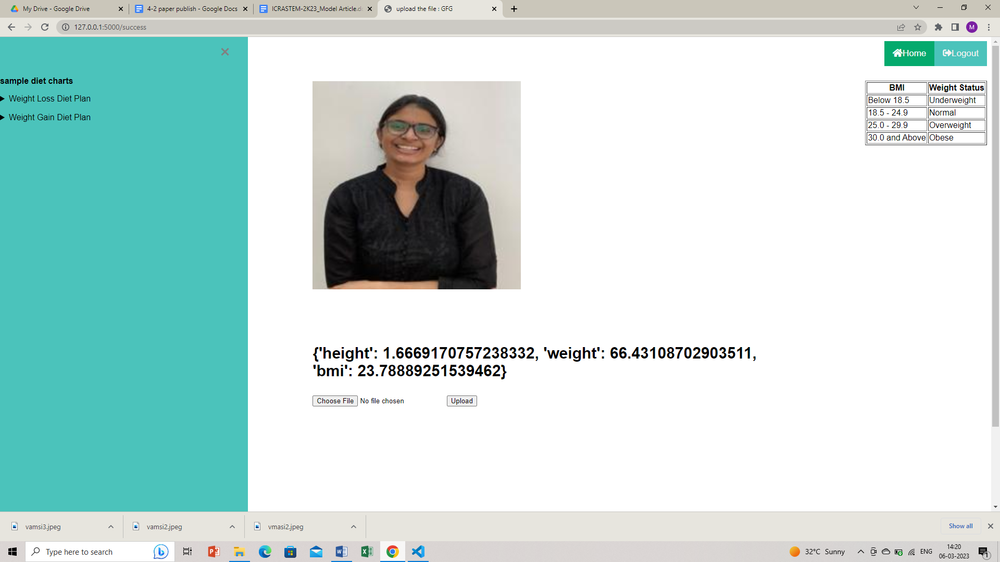 My Drive - Google Drive
4-2 paper publish - Google Docs
ICRASTEM-2K23_Model Article.d
upload the file : GFG
127.0.0.1:5000/success
M
Home
Logout
sample diet charts
Weight Loss Diet Plan
Weight Gain Diet Plan
BMI Weight Status
Below 18.5 Underweight
18.5 - 24.9 Normal
25.0 - 29.9 Overweight
30.0 and Above Obese
{'height': 1.6669170757238332, 'weight': 66.43108702903511,
'bmi': 23.78889251539462}
Choose File No file chosen Upload
vamsi3.jpeg
vamsi2.jpeg
vmasi2.jpeg
Show all
Type here to search
32°C Sunny
ENG
14:20
06-03-2023
1